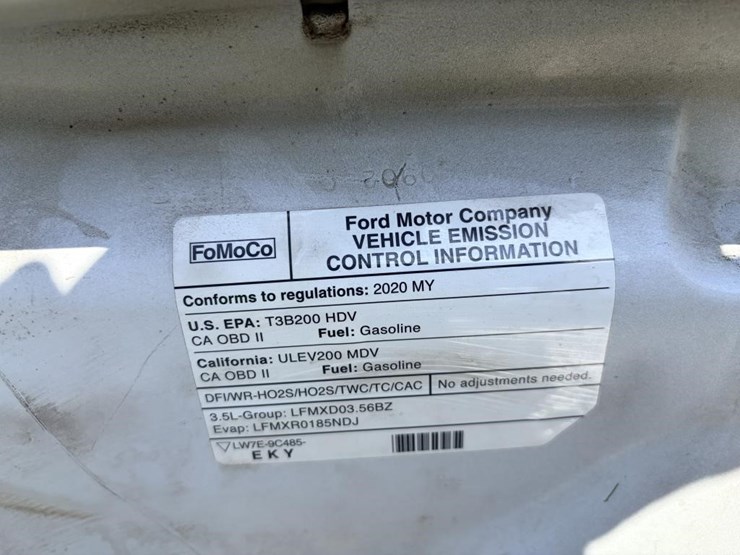 FoMoCo
Ford Motor Company
VEHICLE EMISSION
CONTROL INFORMATION
Conforms to regulations: 2020 MY
U.S. EPA: T3B200 HDV
CA OBD II Fuel: Gasoline
California: ULEV200 MDV
CA OBD II Fuel: Gasoline
DFI/WR-HO2S/HO2S/TWC/TC/CAC No adjustments needed.
3.5L-Group: LFMXD03.56BZ
Evap: LFMXR0185NDJ
LW7E-9C485-
EKY